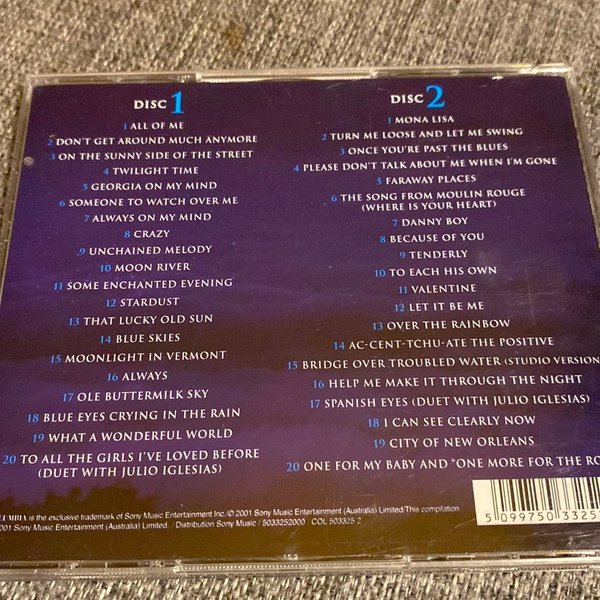 DISC 1
1 ALL OF ME
2 DON'T GET AROUND MUCH ANYMORE
3 ON THE SUNNY SIDE OF THE STREET
4 TWILIGHT TIME
5 GEORGIA ON MY MIND
6 SOMEONE TO WATCH OVER ME
7 ALWAYS ON MY MIND
8 CRAZY
9 UNCHAINED MELODY
10 MOON RIVER
11 SOME ENCHANTED EVENING
12 STARDUST
13 THAT LUCKY OLD SUN
14 BLUE SKIES
15 MOONLIGHT IN VERMONT
16 ALWAYS
17 OLE BUTTERMILK SKY
18 BLUE EYES CRYING IN THE RAIN
19 WHAT A WONDERFUL WORLD
20 TO ALL THE GIRLS I'VE LOVED BEFORE
(DUET WITH JULIO IGLESIAS)
DISC 2
1 MONA LISA
2 TURN ME LOOSE AND LET ME SWING
3 ONCE YOU'RE PAST THE BLUES
4 PLEASE DON'T TALK ABOUT ME WHEN I'M GONE
5 FARAWAY PLACES
6 THE SONG FROM MOULIN ROUGE
(WHERE IS YOUR HEART)
7 DANNY BOY
8 BECAUSE OF YOU
9 TENDERLY
10 TO EACH HIS OWN
11 VALENTINE
12 LET IT BE ME
13 OVER THE RAINBOW
14 AC-CENT-TCHU-ATE THE POSITIVE
15 BRIDGE OVER TROUBLED WATER (STUDIO VERSION
16 HELP ME MAKE IT THROUGH THE NIGHT
17 SPANISH EYES (DUET WITH JULIO IGLESIAS)
18 I CAN SEE CLEARLY NOW
19 CITY OF NEW ORLEANS
20 ONE FOR MY BABY AND "ONE MORE FOR THE RO
is the exclusive trademark of Sony Music Entertainment Inc./© 2001 Sony Music Entertainment (Australia) Limited/This compilation
2001 Sony Music Entertainment (Australia) Limited. / Distribution Sony Music / 5033252000 COL 503325 2
5 099750 3325